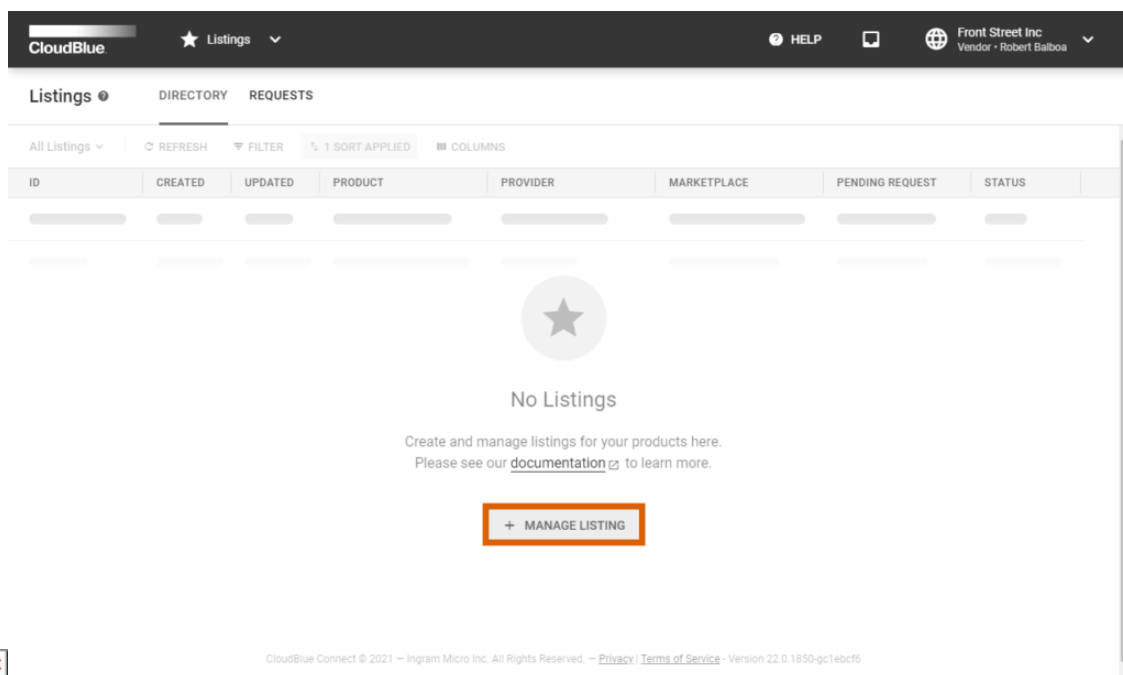 CloudBlue.
Listings
HELP
Front Street Inc
Vendor • Robert Balboa
Listings
DIRECTORY REQUESTS
All Listings REFRESH FILTER 1 SORT APPLIED COLUMNS
ID CREATED UPDATED PRODUCT PROVIDER MARKETPLACE PENDING REQUEST STATUS
No Listings
Create and manage listings for your products here.
Please see our documentation to learn more.
+ MANAGE LISTING
CloudBlue Connect © 2021 — Ingram Micro Inc. All Rights Reserved. — Privacy | Terms of Service - Version 22.0.1850-gc1ebcf6